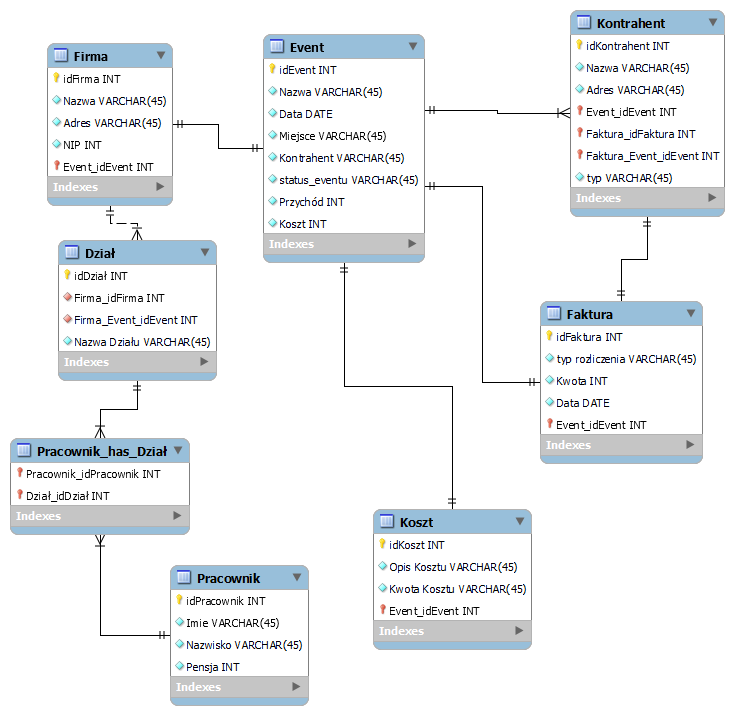 Firma
idFirma INT
Nazwa VARCHAR(45)
Adres VARCHAR(45)
NIP INT
Event_idEvent INT
Indexes
Event
idEvent INT
Nazwa VARCHAR(45)
Data DATE
Miejsce VARCHAR(45)
Kontrahent VARCHAR(45)
status_eventu VARCHAR(45)
Przychód INT
Koszt INT
Indexes
Kontrahent
idKontrahent INT
Nazwa VARCHAR(45)
Adres VARCHAR(45)
Event_idEvent INT
Faktura_idFaktura INT
Faktura_Event_idEvent INT
typ VARCHAR(45)
Indexes
Dział
idDział INT
Firma_idFirma INT
Firma_Event_idEvent INT
Nazwa Działu VARCHAR(45)
Indexes
Faktura
idFaktura INT
typ rozliczenia VARCHAR(45)
Kwota INT
Data DATE
Event_idEvent INT
Indexes
Pracownik_has_Dział
Pracownik_idPracownik INT
Dział_idDział INT
Indexes
Koszt
idKoszt INT
Opis Kosztu VARCHAR(45)
Kwota Kosztu VARCHAR(45)
Event_idEvent INT
Indexes
Pracownik
idPracownik INT
Imie VARCHAR(45)
Nazwisko VARCHAR(45)
Pensja INT
Indexes